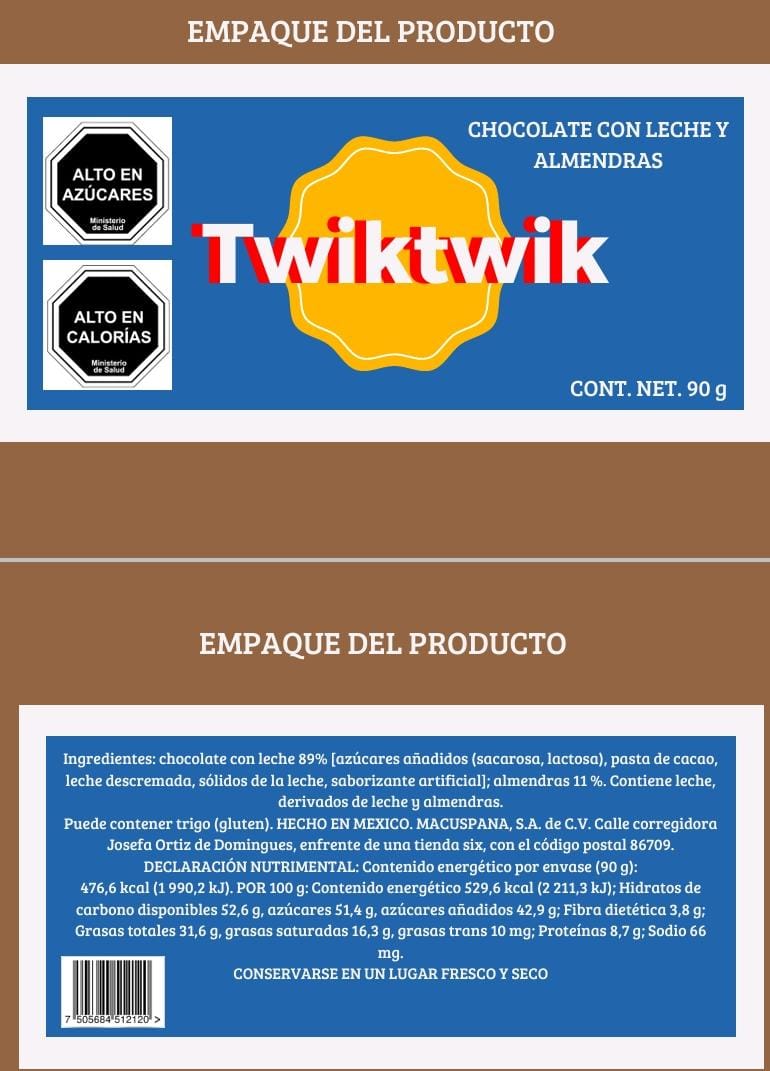 EMPAQUE DEL PRODUCTO
ALTO EN
AZÚCARES
Ministerio
de Salud
CHOCOLATE CON LECHE Y
ALMENDRAS
Twiktwik
ALTO EN
CALORÍAS
Ministerio
de Salud
CONT. NET. 90 g
EMPAQUE DEL PRODUCTO
Ingredientes: chocolate con leche 89% [azúcares añadidos (sacarosa, lactosa), pasta de cacao,
leche descremada, sólidos de la leche, saborizante artificial]; almendras 11 %. Contiene leche,
derivados de leche y almendras.
Puede contener trigo (gluten). HECHO EN MEXICO. MACUSPANA, S.A. de C.V. Calle corregidora
Josefa Ortiz de Domingues, enfrente de una tienda six, con el código postal 86709.
DECLARACIÓN NUTRIMENTAL: Contenido energético por envase (90 g):
476,6 kcal (1 990,2 kJ). POR 100 g: Contenido energético 529,6 kcal (2 211,3 kJ); Hidratos de
carbono disponibles 52,6 g, azúcares 51,4 g, azúcares añadidos 42,9 g; Fibra dietética 3,8 g;
Grasas totales 31,6 g, grasas saturadas 16,3 g, grasas trans 10 mg; Proteínas 8,7 g; Sodio 66
mg.
CONSERVARSE EN UN LUGAR FRESCO Y SECO
7 505684 512120 >